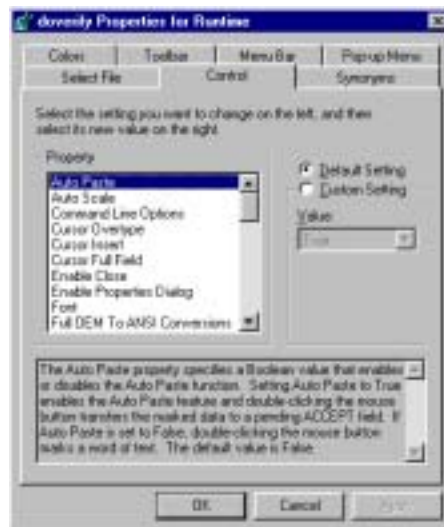 doverify Properties for Runtime
Colors
Toolbar
Menu Bar
Pop-up Menu
Select File
Control
Synonyms
Select the setting you want to change on the left, and then
select its new value on the right.
Property
Auto Paste
Auto Scale
Command Line Options
Cursor Overtype
Cursor Insert
Cursor Full Field
Enable Close
Enable Properties Dialog
Font
Full OEM To ANSI Conversions
Default Setting
Custom Setting
Value
True
The Auto Paste property specifies a Boolean value that enables
or disables the Auto Paste function. Setting Auto Paste to True
enables the Auto Paste feature and double-clicking the mouse
button transfers the marked data to a pending ACCEPT field. If
Auto Paste is set to False, double-clicking the mouse button
marks a word of text. The default value is False.
OK
Cancel
Apply